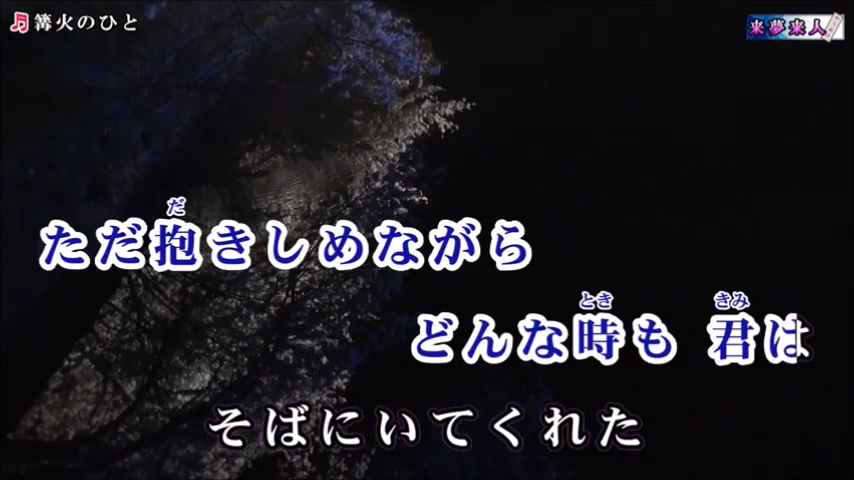 篝火のひと
来夢来人
ただ抱きしめながら
だ
どんな時も 君は
とき きみ
そばにいてくれた